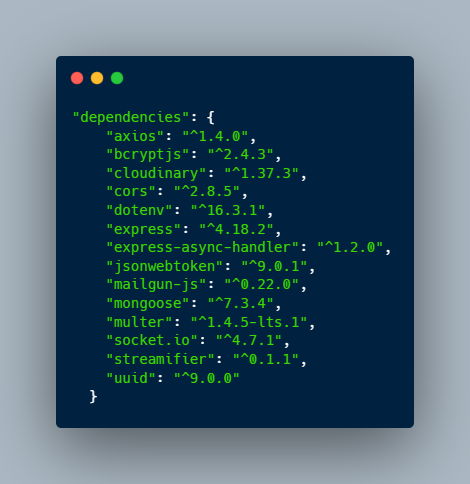 "dependencies": {
"axios": "^1.4.0",
"bcryptjs": "^2.4.3",
"cloudinary": "^1.37.3",
"cors": "^2.8.5",
"dotenv": "^16.3.1",
"express": "^4.18.2",
"express-async-handler": "^1.2.0",
"jsonwebtoken": "^9.0.1",
"mailgun-js": "^0.22.0",
"mongoose": "^7.3.4",
"multer": "^1.4.5-lts.1",
"socket.io": "^4.7.1",
"streamifier": "^0.1.1",
"uuid": "^9.0.0"
}